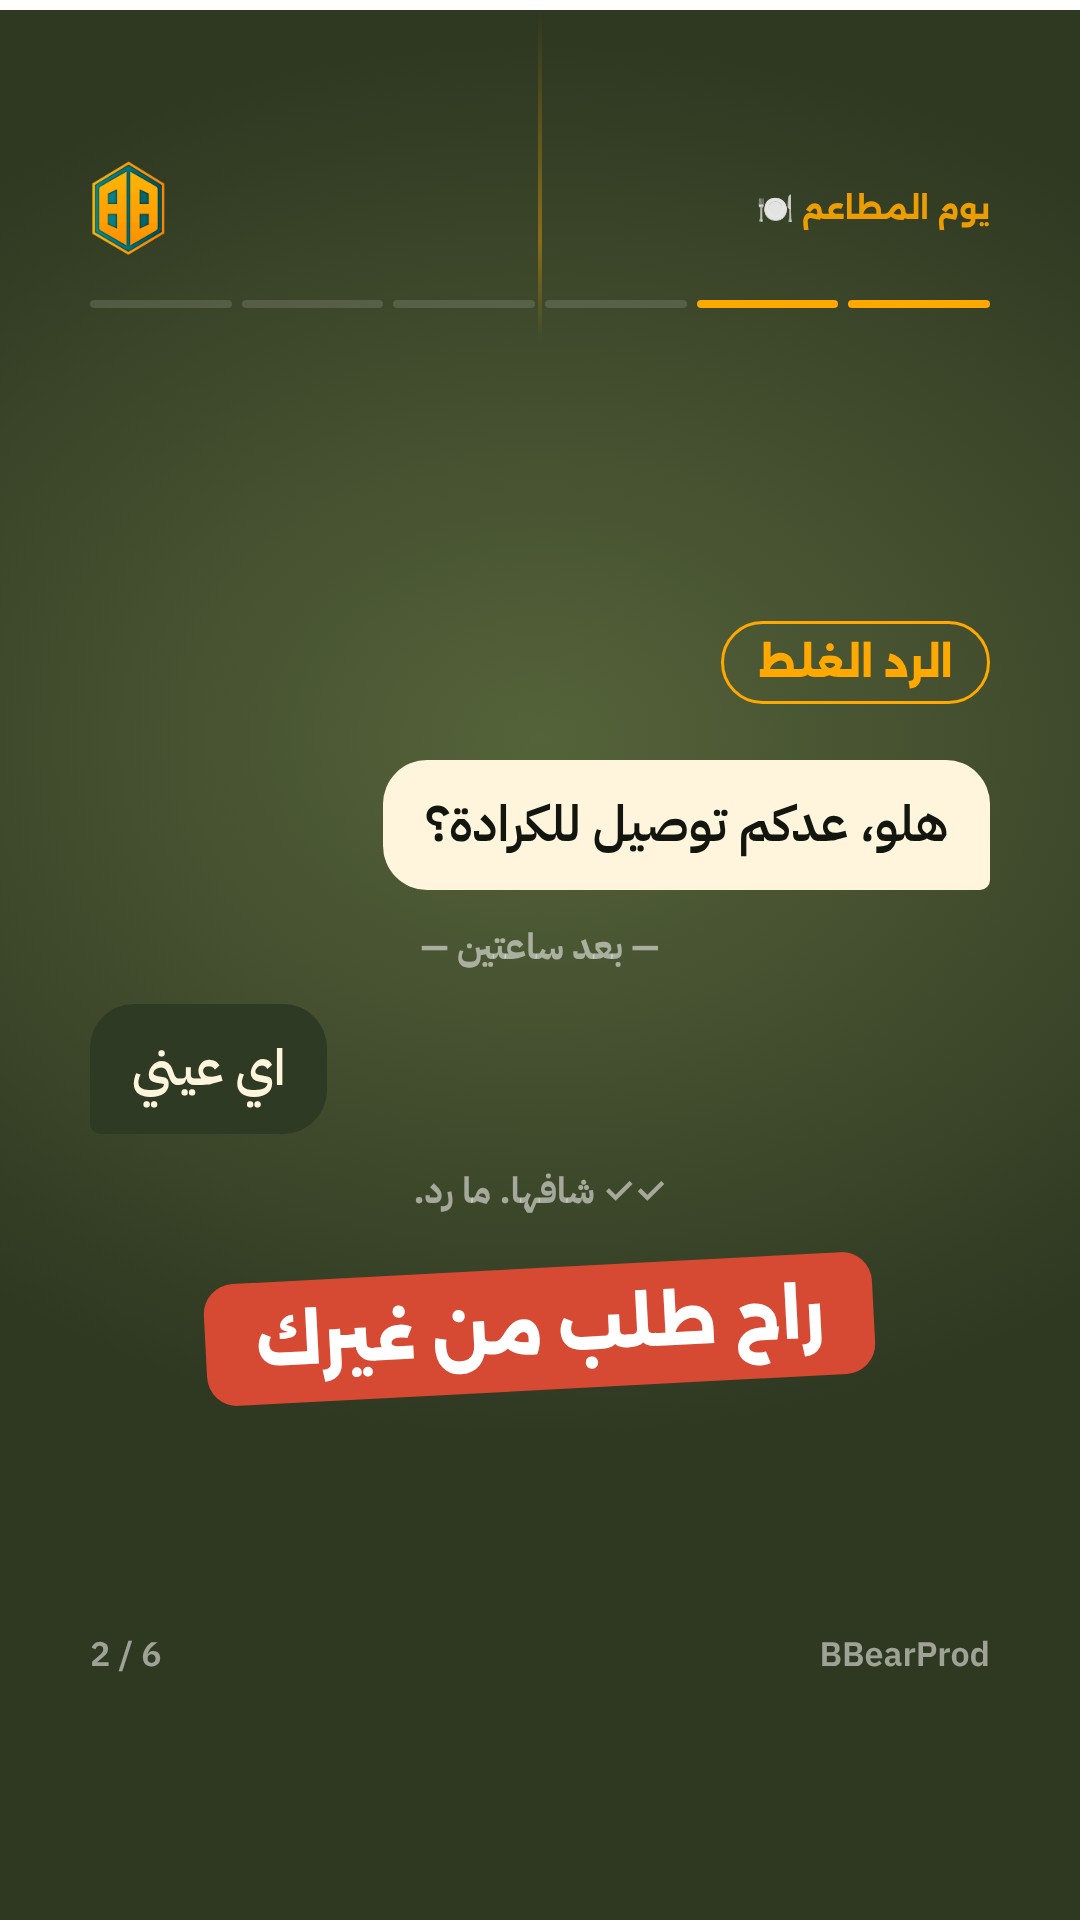 يوم المطاعم 🍽️
BB
الرد الغلط
هلو، عدكم توصيل للكرادة؟
— بعد ساعتين —
اي عيني
✓✓ شافها. ما رد.
راح طلب من غيرك
BBearProd
2 / 6